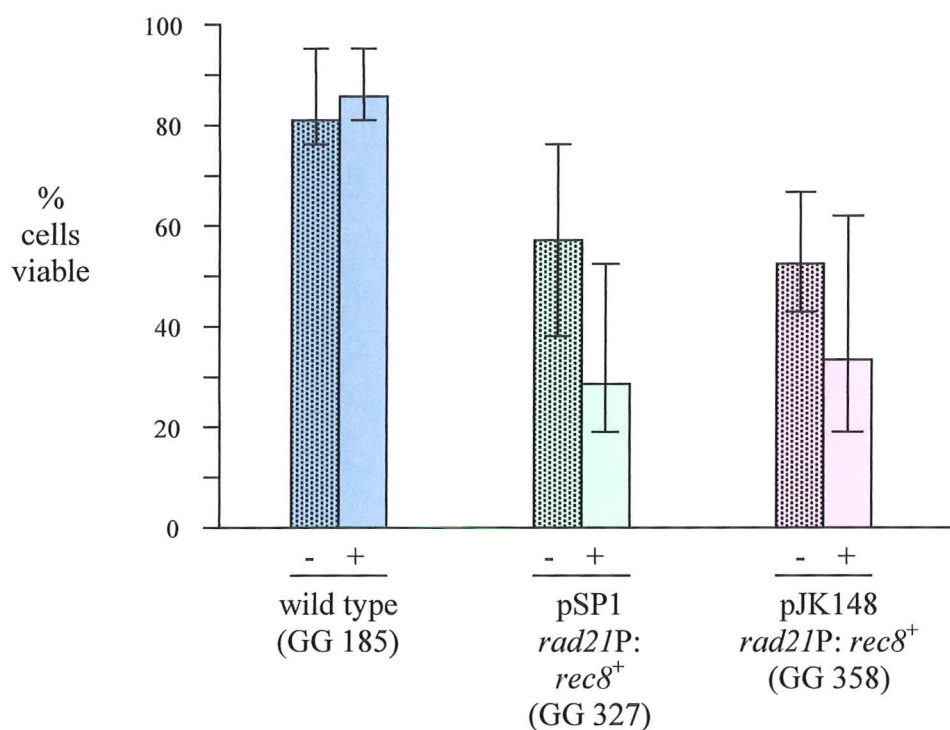 100
80
60
40
20
0
%
cells
viable
- +
wild type
(GG 185)
- +
pSP1
rad21P:
rec8⁺
(GG 327)
- +
pJK148
rad21P: rec8⁺
(GG 358)